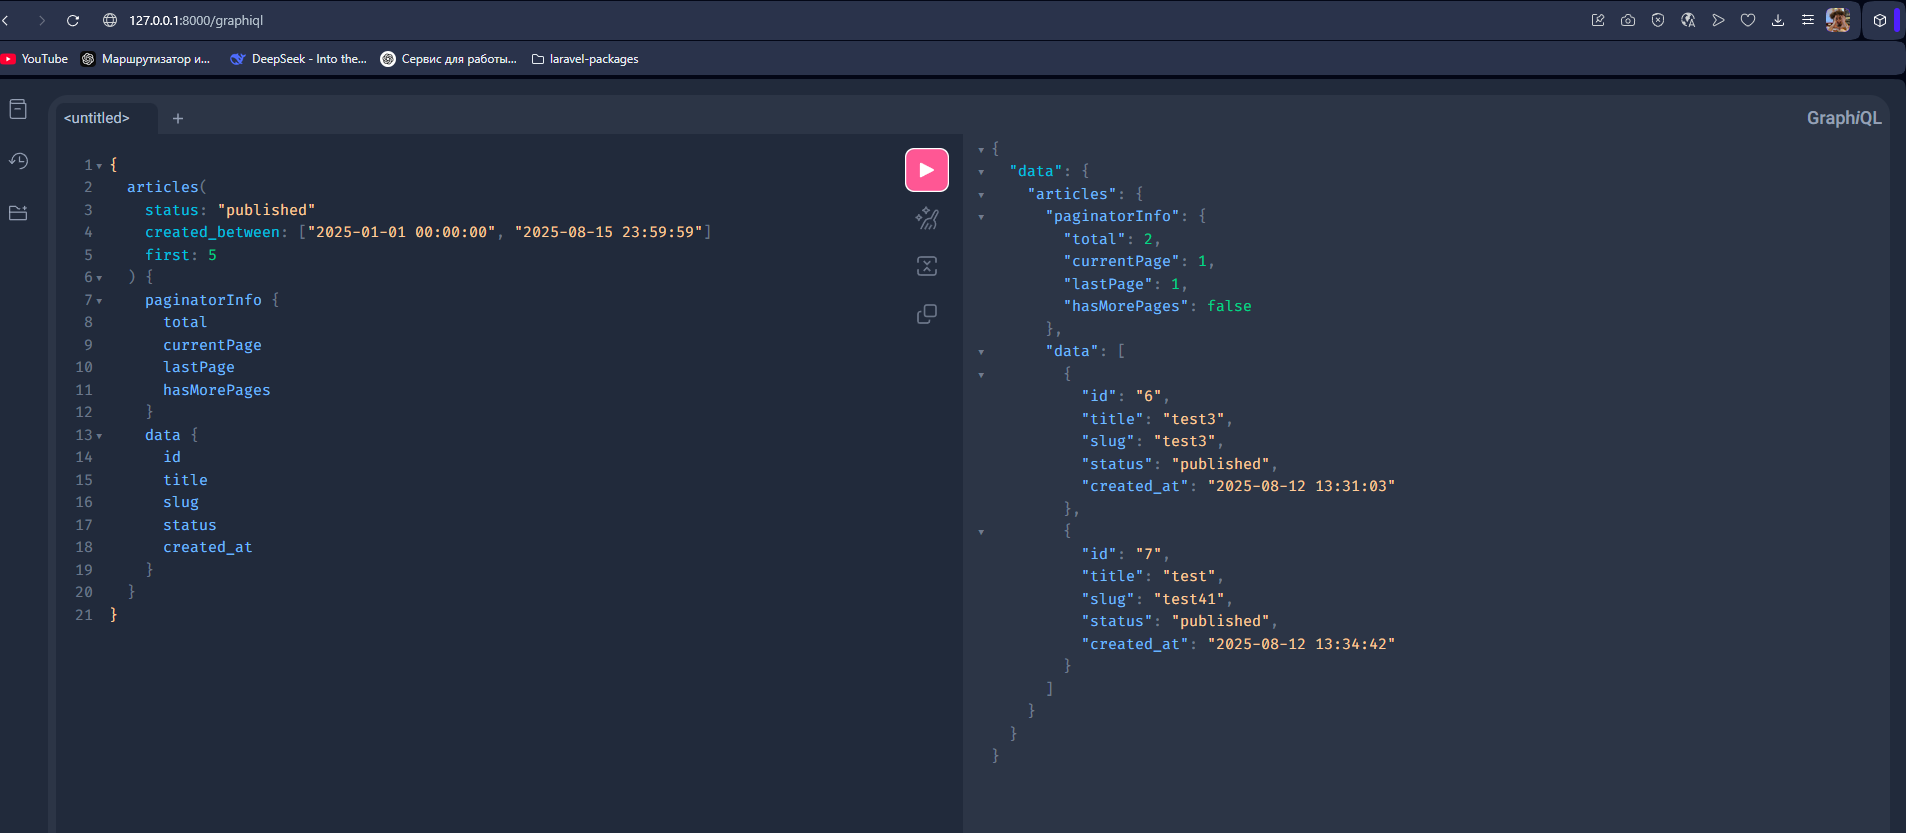 127.0.0.1:8000/graphiql
YouTube Маршрутизатор и... DeepSeek - Into the... Сервис для работы... laravel-packages
<untitled> +
GraphiQL
1 {
2 articles(
3 status: "published"
4 created_between: ["2025-01-01 00:00:00", "2025-08-15 23:59:59"]
5 first: 5
6 ) {
7 paginatorInfo {
8 total
9 currentPage
10 lastPage
11 hasMorePages
12 }
13 data {
14 id
15 title
16 slug
17 status
18 created_at
19 }
20 }
21 }
{
"data": {
"articles": {
"paginatorInfo": {
"total": 2,
"currentPage": 1,
"lastPage": 1,
"hasMorePages": false
},
"data": [
{
"id": "6",
"title": "test3",
"slug": "test3",
"status": "published",
"created_at": "2025-08-12 13:31:03"
},
{
"id": "7",
"title": "test",
"slug": "test41",
"status": "published",
"created_at": "2025-08-12 13:34:42"
}
]
}
}
}